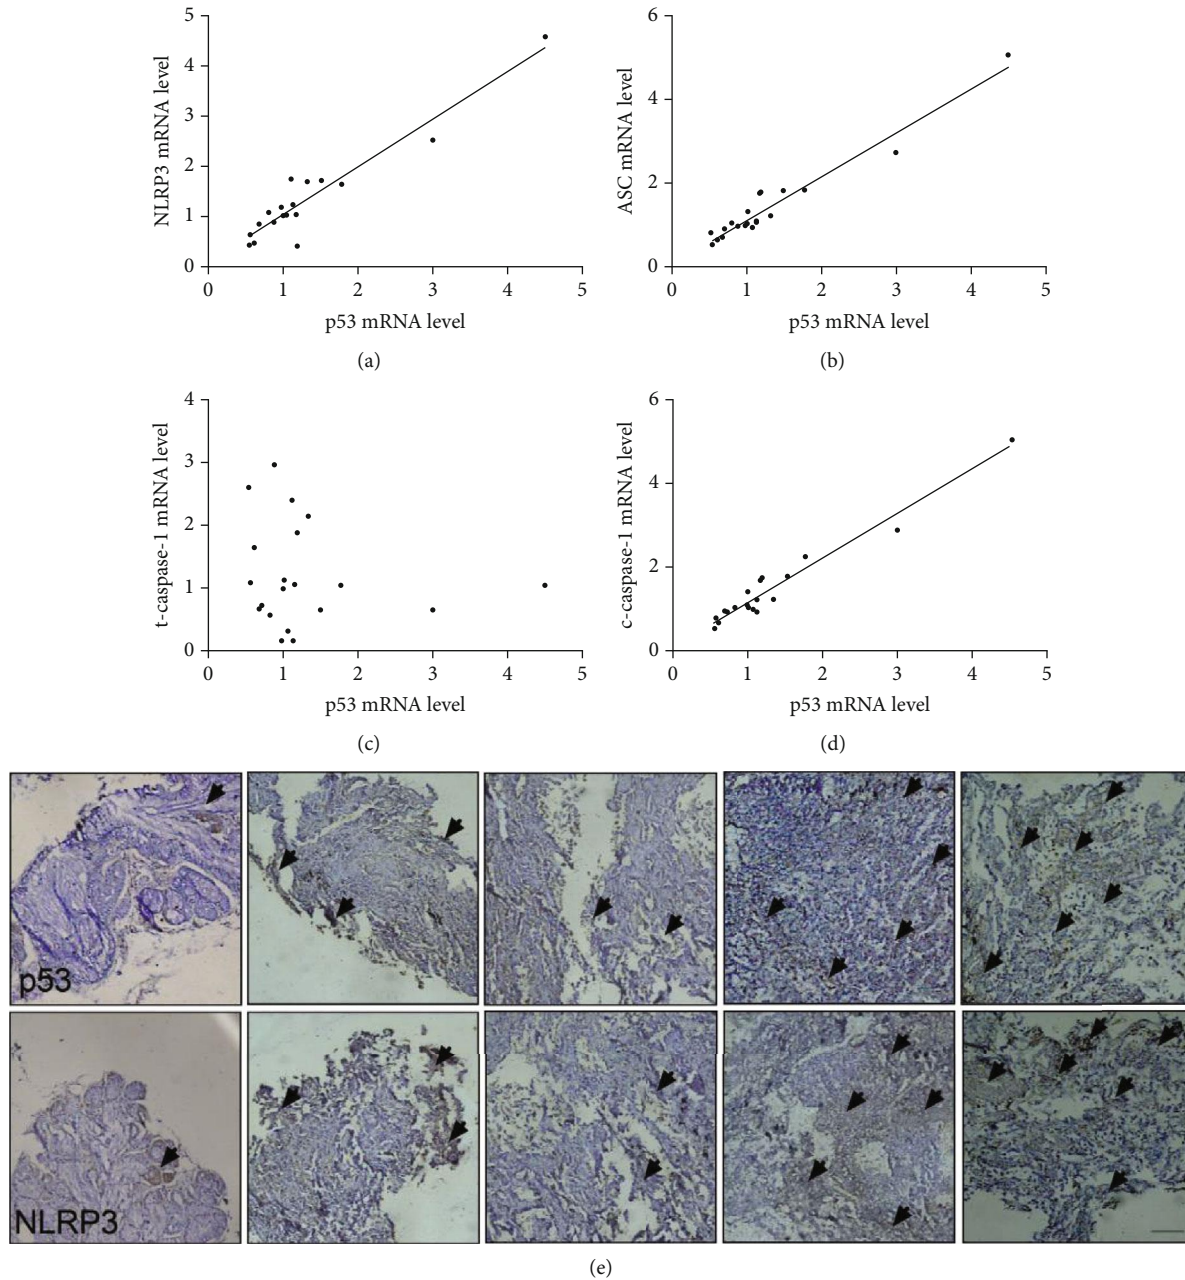 5
4
3
2
1
0
NLRP3 mRNA level
0 1 2 3 4 5
p53 mRNA level
(a)
6
4
2
0
ASC mRNA level
0 1 2 3 4 5
p53 mRNA level
(b)
4
3
2
1
0
t-caspase-1 mRNA level
0 1 2 3 4 5
p53 mRNA level
(c)
6
4
2
0
c-caspase-1 mRNA level
0 1 2 3 4 5
p53 mRNA level
(d)
p53
NLRP3
(e)